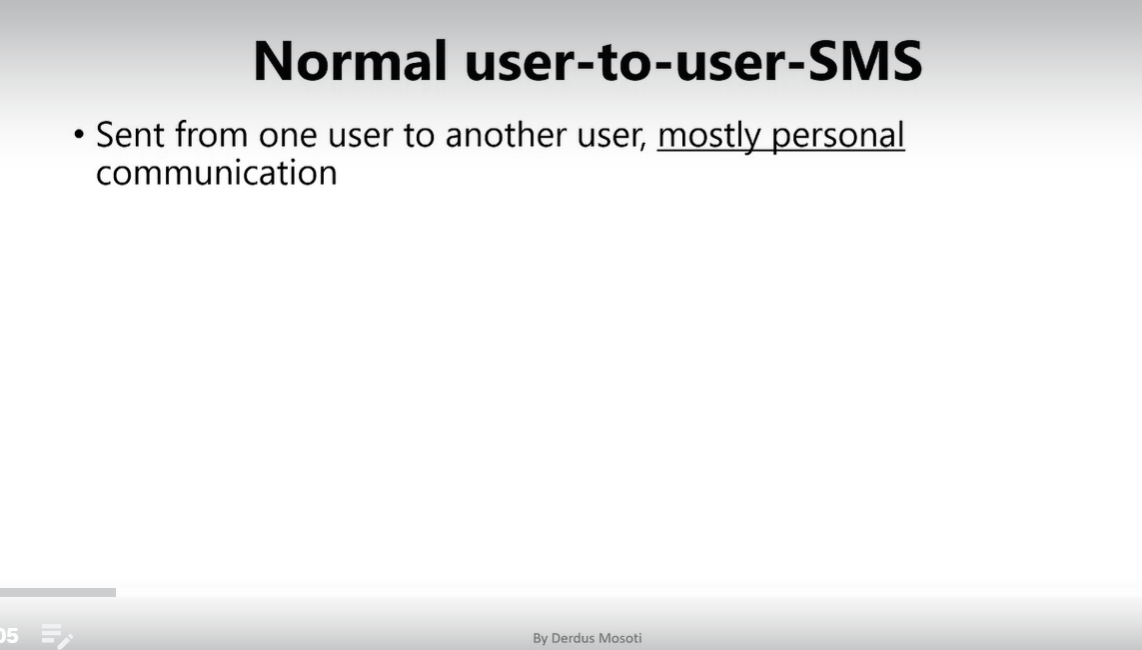 Normal user-to-user-SMS
• Sent from one user to another user, mostly personal
communication
05
By Derdus Mosoti